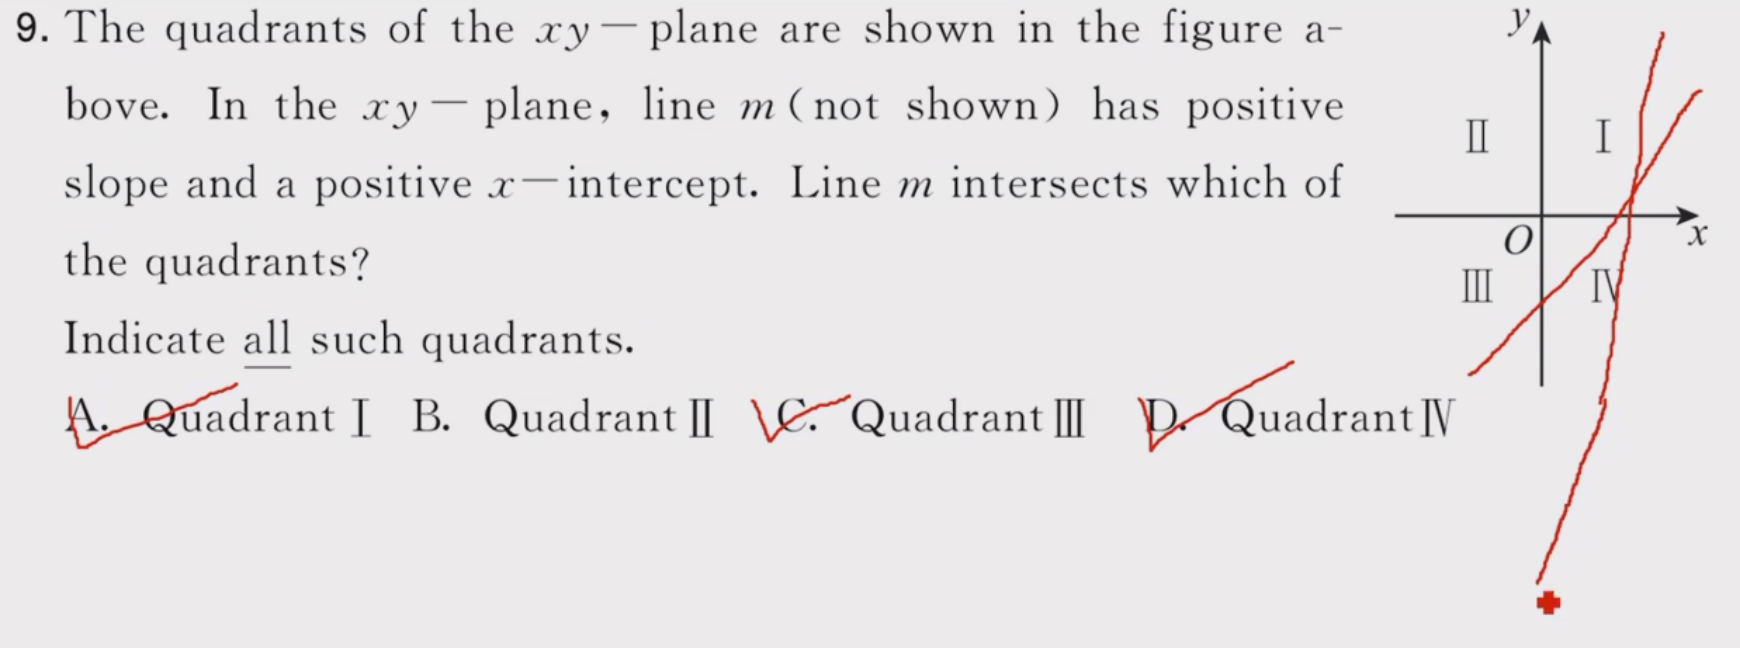 9. The quadrants of the xy—plane are shown in the figure a-
bove. In the xy— plane, line m (not shown) has positive
slope and a positive x—intercept. Line m intersects which of
the quadrants?
Indicate all such quadrants.
A. Quadrant Ⅰ B. Quadrant Ⅱ C. Quadrant Ⅲ D. Quadrant Ⅳ
y
Ⅱ Ⅰ
O x
Ⅲ Ⅳ